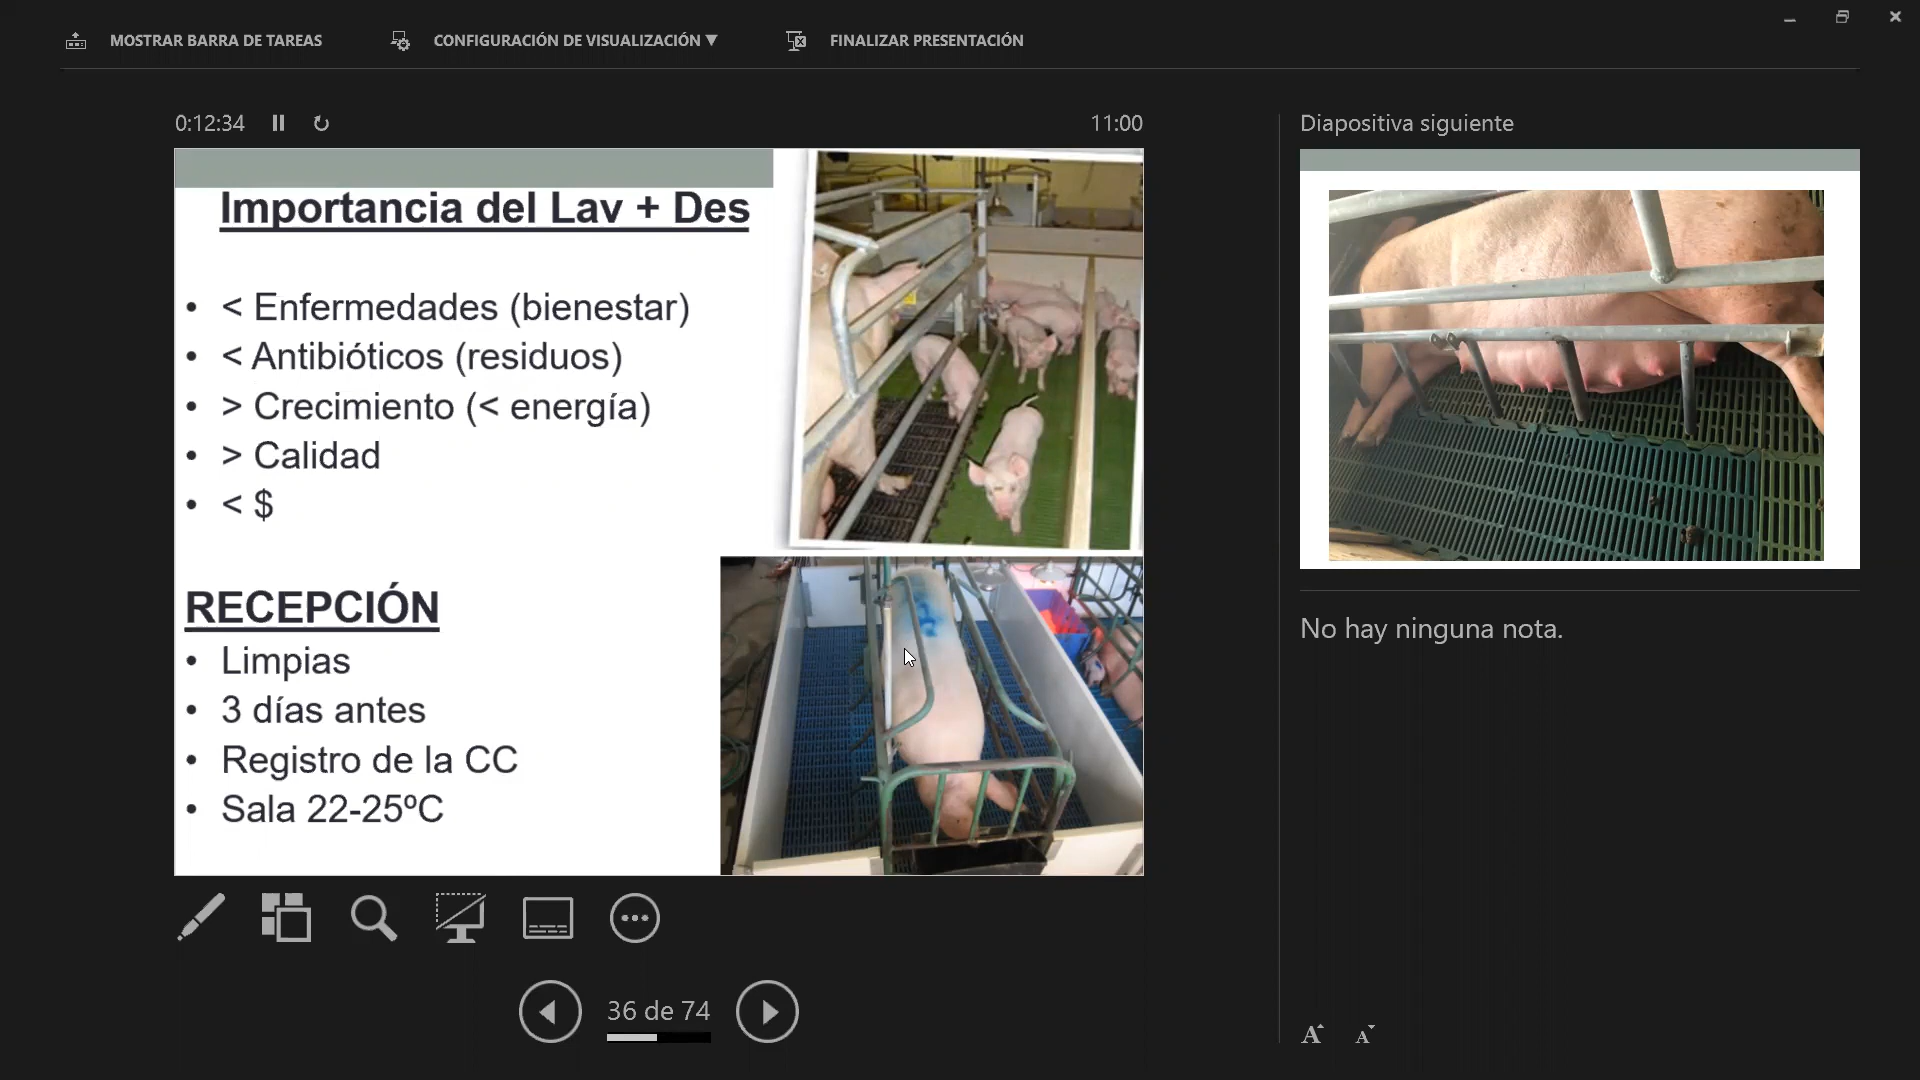 MOSTRAR BARRA DE TAREAS
CONFIGURACIÓN DE VISUALIZACIÓN ▼
FINALIZAR PRESENTACIÓN
0:12:34
11:00
Diapositiva siguiente
Importancia del Lav + Des
• < Enfermedades (bienestar)
• < Antibióticos (residuos)
• > Crecimiento (< energía)
• > Calidad
• < $
RECEPCIÓN
• Limpias
• 3 días antes
• Registro de la CC
• Sala 22-25ºC
No hay ninguna nota.
36 de 74
A A